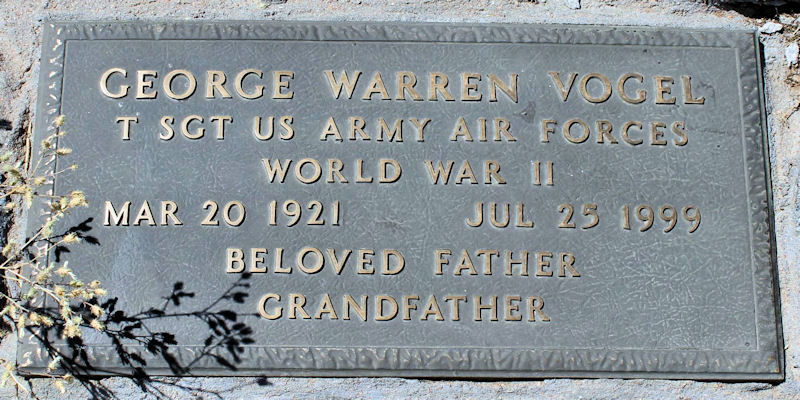 GEORGE WARREN VOGEL
T SGT US ARMY AIR FORCES
WORLD WAR II
MAR 20 1921 JUL 25 1999
BELOVED FATHER
GRANDFATHER